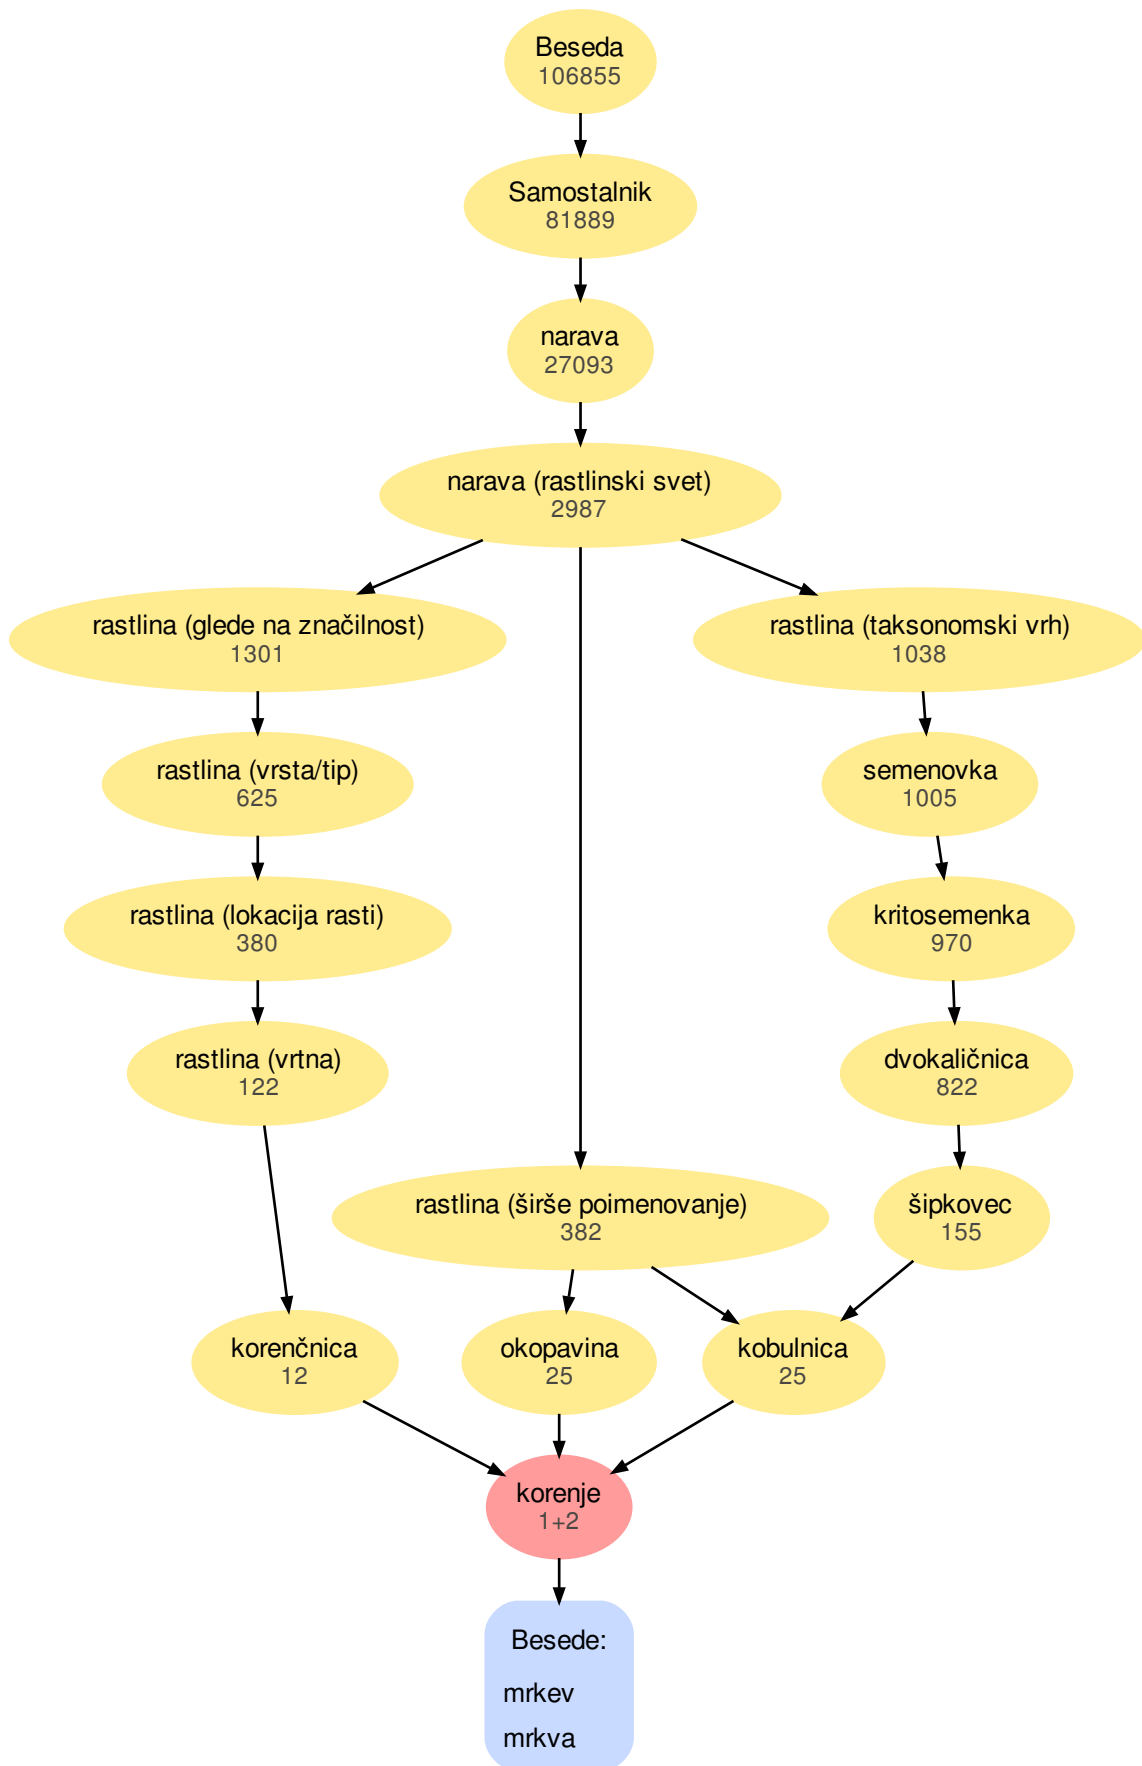 Beseda
106855
Samostalnik
81889
narava
27093
narava (rastlinski svet)
2987
rastlina (glede na značilnost)
1301
rastlina (taksonomski vrh)
1038
rastlina (vrsta/tip)
625
semenovka
1005
rastlina (lokacija rasti)
380
kritosemenka
970
rastlina (vrtna)
122
dvokaličnica
822
rastlina (širše poimenovanje)
382
šipkovec
155
korenčnica
12
okopavina
25
kobulnica
25
korenje
1+2
Besede:
mrkev
mrkva